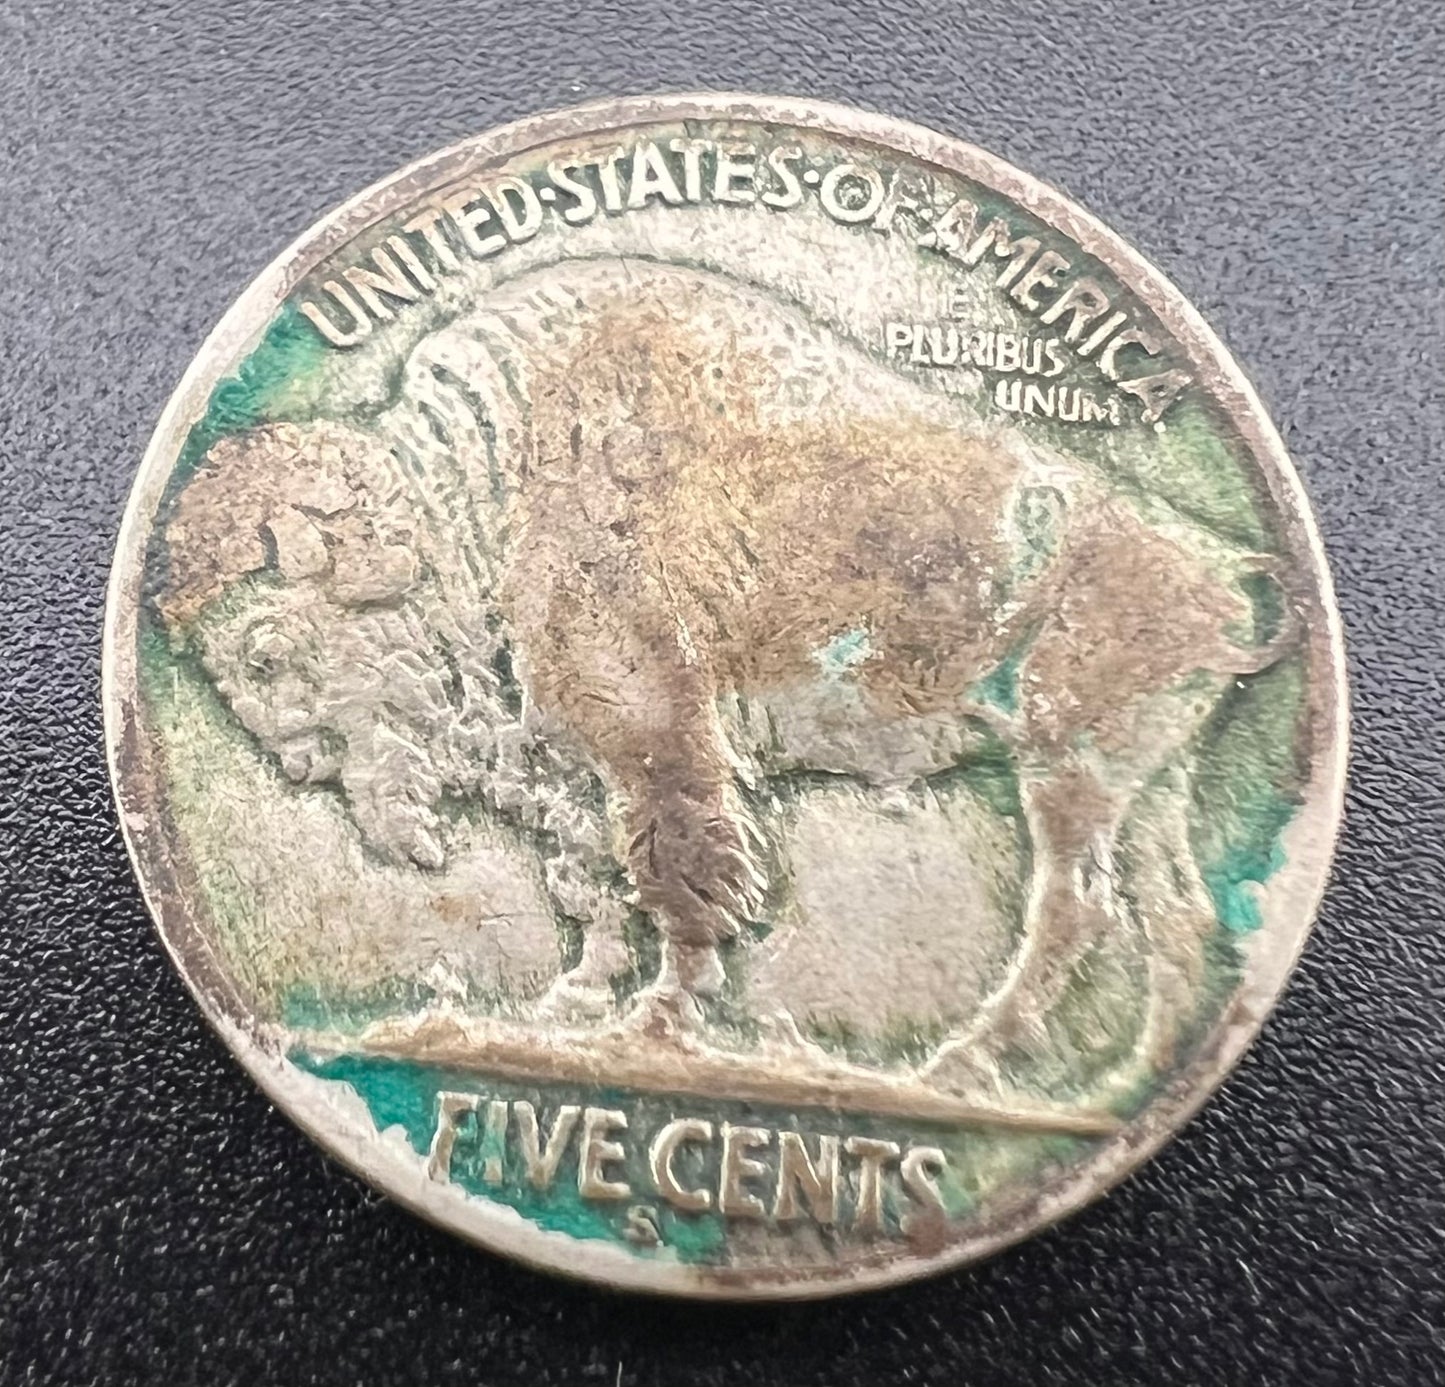 UNITED·STATES·OF·AMERICA
PLURIBUS
UNUM
FIVE CENTS
S